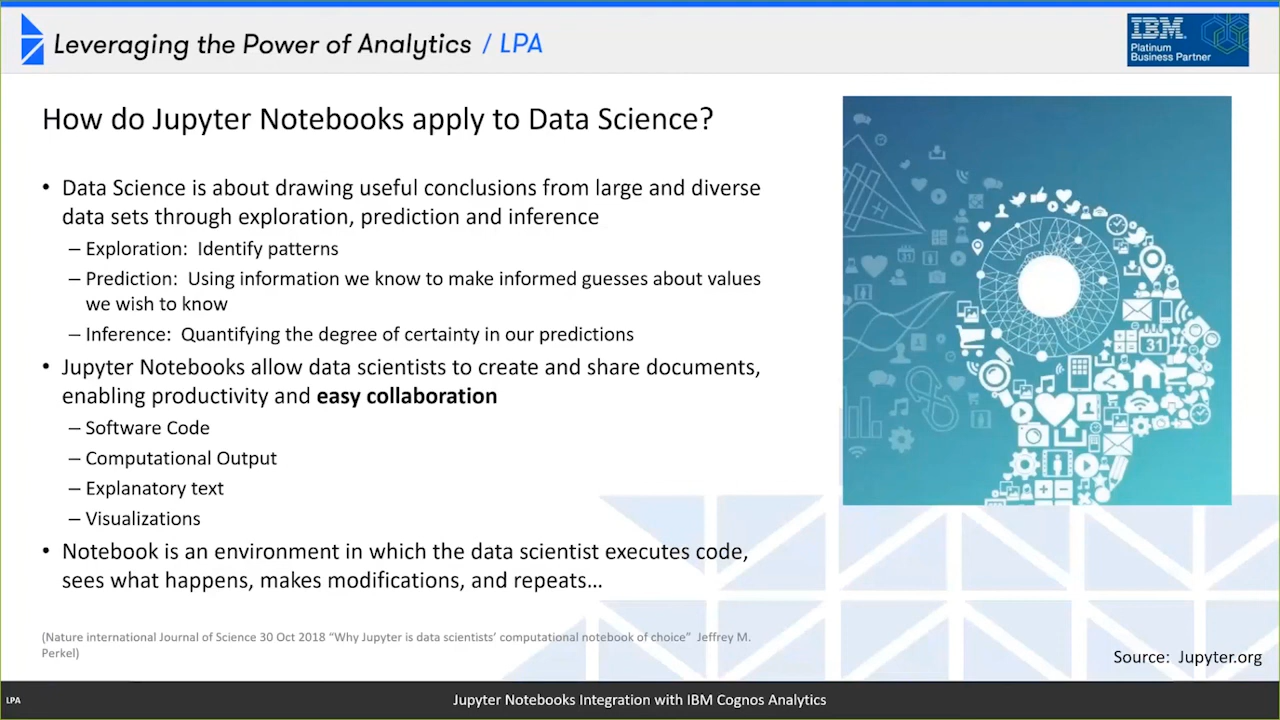 Leveraging the Power of Analytics / LPA
IBM
Platinum
Business Partner
How do Jupyter Notebooks apply to Data Science?
• Data Science is about drawing useful conclusions from large and diverse
data sets through exploration, prediction and inference
– Exploration: Identify patterns
– Prediction: Using information we know to make informed guesses about values
we wish to know
– Inference: Quantifying the degree of certainty in our predictions
• Jupyter Notebooks allow data scientists to create and share documents,
enabling productivity and easy collaboration
– Software Code
– Computational Output
– Explanatory text
– Visualizations
• Notebook is an environment in which the data scientist executes code,
sees what happens, makes modifications, and repeats...
31
(Nature international Journal of Science 30 Oct 2018 “Why Jupyter is data scientists’ computational notebook of choice” Jeffrey M.
Perkel)
Source: Jupyter.org
LPA
Jupyter Notebooks Integration with IBM Cognos Analytics